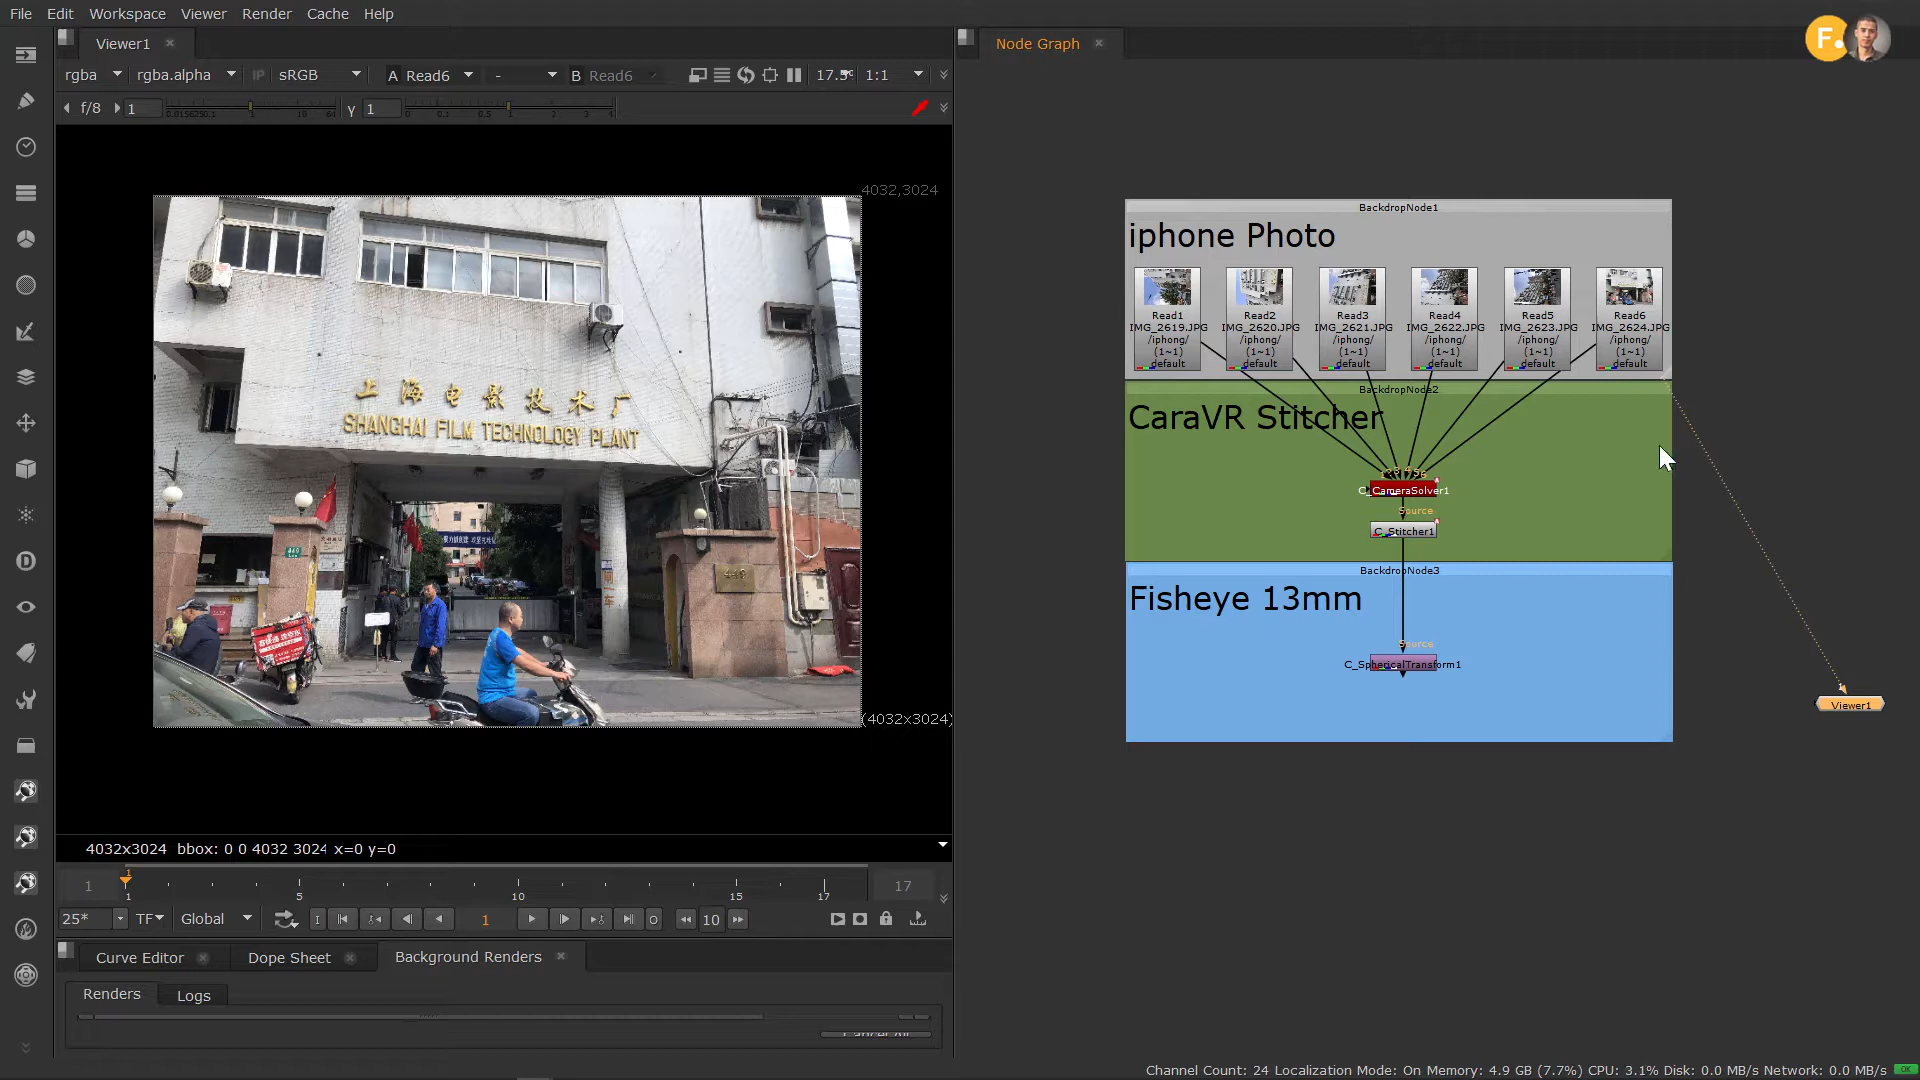 File Edit Workspace Viewer Render Cache Help
F.
Viewer1
Node Graph
rgba rgba.alpha IP sRGB A Read6 - B Read6 1:1
f/8 1 γ 1
4032,3024
上海电影技术厂
SHANGHAI FILM TECHNOLOGY PLANT
449
(4032x3024)
4032x3024 bbox: 0 0 4032 3024 x=0 y=0
BackdropNode1
iphone Photo
Read1
IMG_2619.JPG
/iphong/
(1~1)
default
Read2
IMG_2620.JPG
/iphong/
(1~1)
default
Read3
IMG_2621.JPG
/iphong/
(1~1)
default
Read4
IMG_2622.JPG
/iphong/
(1~1)
default
Read5
IMG_2623.JPG
/iphong/
(1~1)
default
Read6
IMG_2624.JPG
/iphong/
(1~1)
default
BackdropNode2
CaraVR Stitcher
C_CameraSolver1
Source
C_Stitcher1
BackdropNode3
Fisheye 13mm
Source
C_SphericalTransform1
Viewer1
1 1 5 10 15 17 17
1
25* TF Global 1 10
Curve Editor Dope Sheet Background Renders
Renders Logs
Channel Count: 24 Localization Mode: On Memory: 4.9 GB (7.7%) CPU: 3.1% Disk: 0.0 MB/s Network: 0.0 MB/s